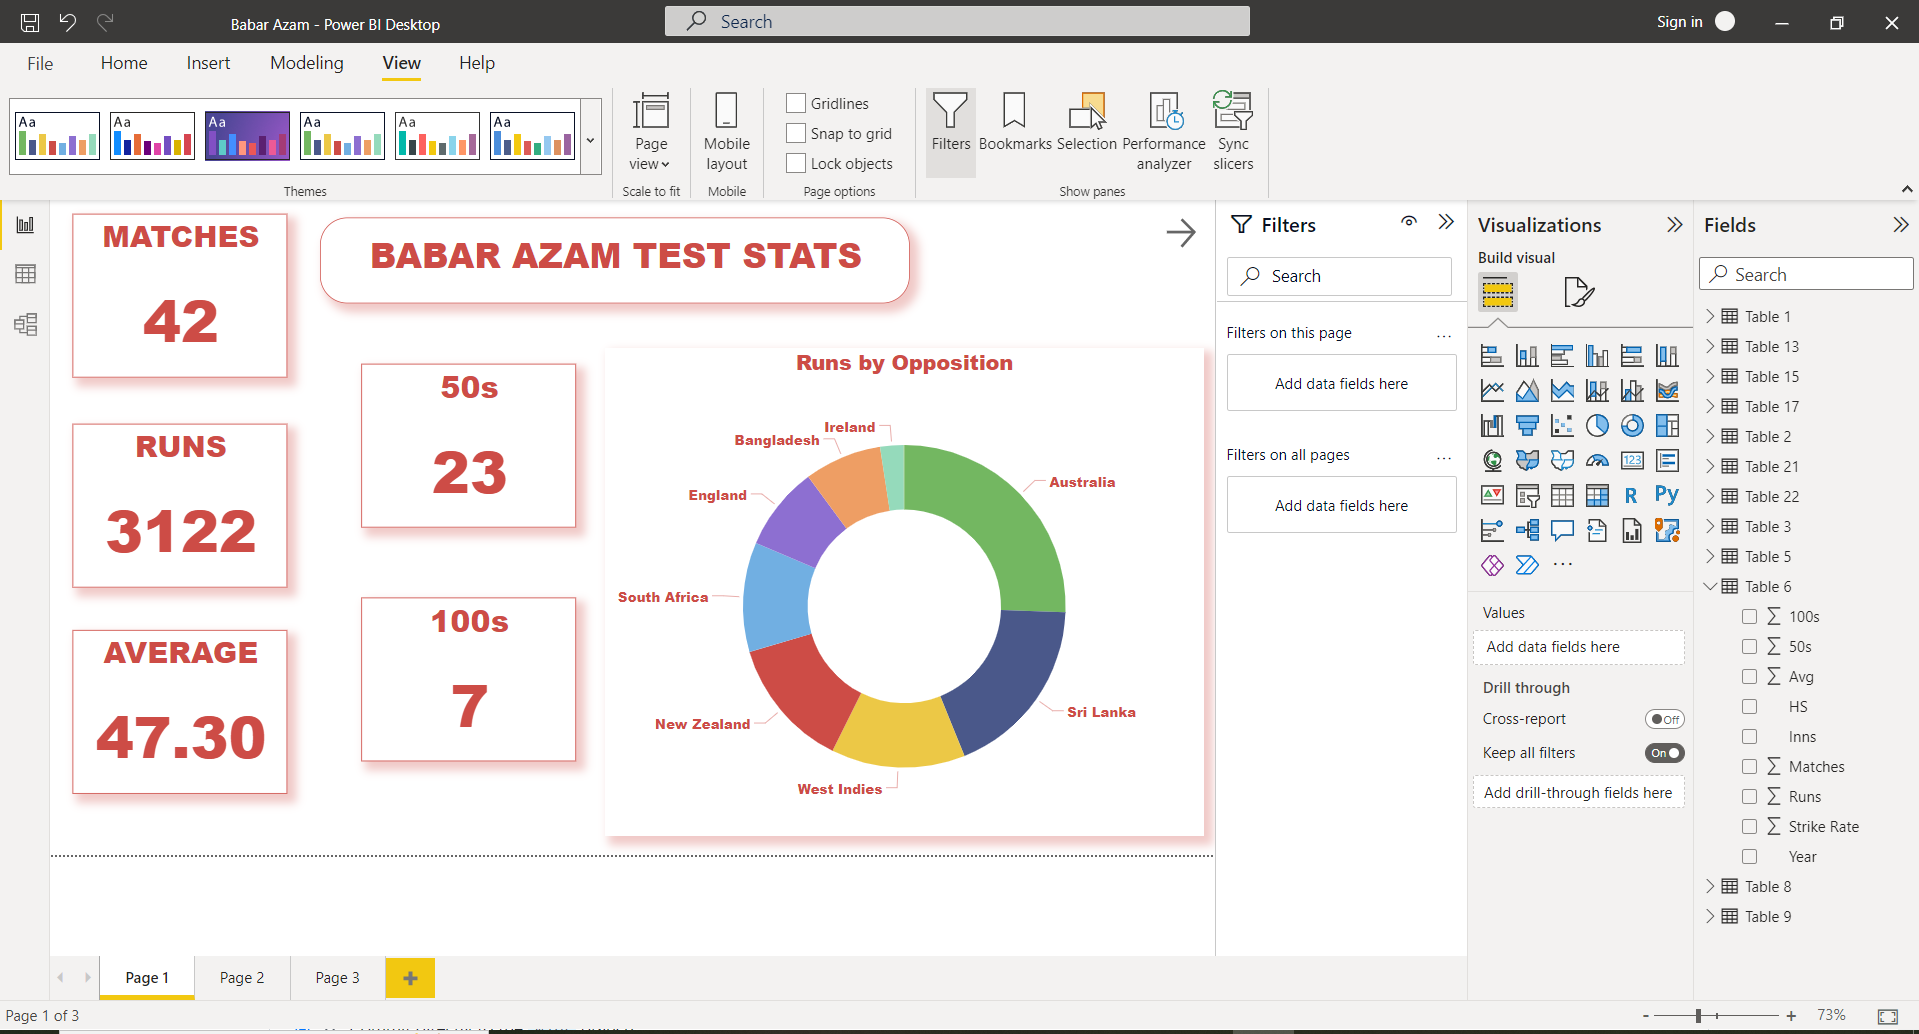 Babar Azam - Power BI Desktop
Search
Sign in
File
Home
Insert
Modeling
View
Help
Aa
Aa
Aa
Aa
Aa
Aa
Themes
Page view
Scale to fit
Mobile layout
Mobile
Gridlines
Snap to grid
Lock objects
Page options
Filters
Bookmarks
Selection
Performance analyzer
Sync slicers
Show panes
MATCHES
42
RUNS
3122
AVERAGE
47.30
BABAR AZAM TEST STATS
50s
23
100s
7
Runs by Opposition
Ireland
Bangladesh
England
South Africa
New Zealand
West Indies
Sri Lanka
Australia
Filters
Search
Filters on this page
...
Add data fields here
Filters on all pages
...
Add data fields here
Visualizations
Build visual
123
R
Py
...
Values
Add data fields here
Drill through
Cross-report
Off
Keep all filters
On
Add drill-through fields here
Fields
Search
Table 1
Table 13
Table 15
Table 17
Table 2
Table 21
Table 22
Table 3
Table 5
Table 6
∑ 100s
∑ 50s
∑ Avg
HS
Inns
∑ Matches
∑ Runs
∑ Strike Rate
Year
Table 8
Table 9
Page 1
Page 2
Page 3
+
Page 1 of 3
- + 73%